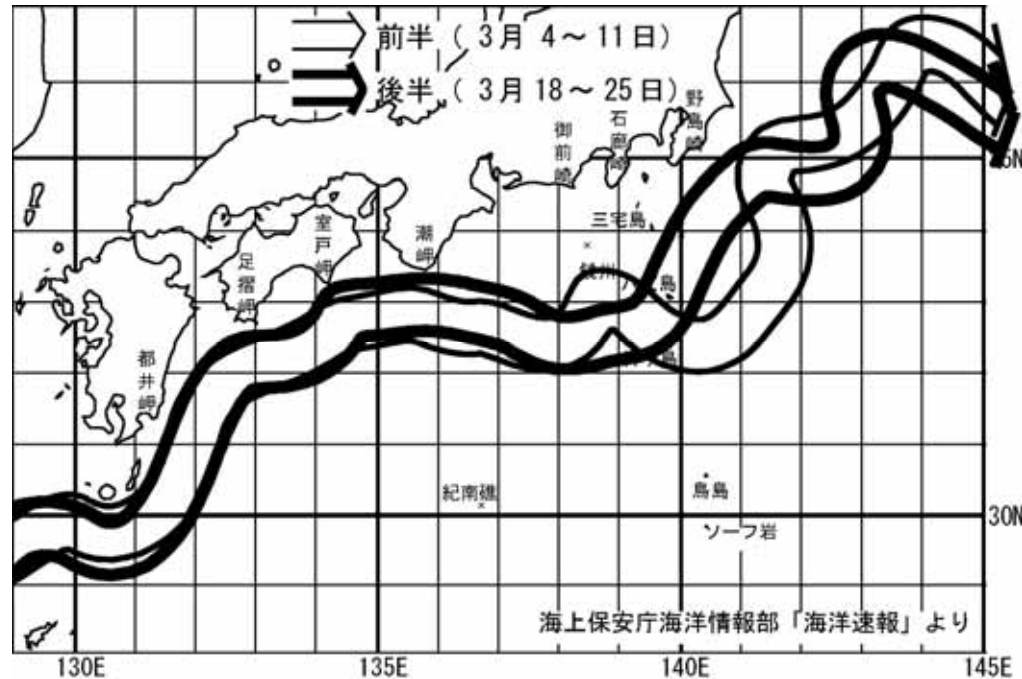 前半 ( 3月 4～11日)
後半 ( 3月 18～25日)
野島崎
石廊崎
御前崎
三宅島
潮岬
室戸岬
足摺岬
都井岬
紀南礁
鳥島
ソーフ岩
30N
海上保安庁海洋情報部「海洋速報」より
130E
135E
140E
145E